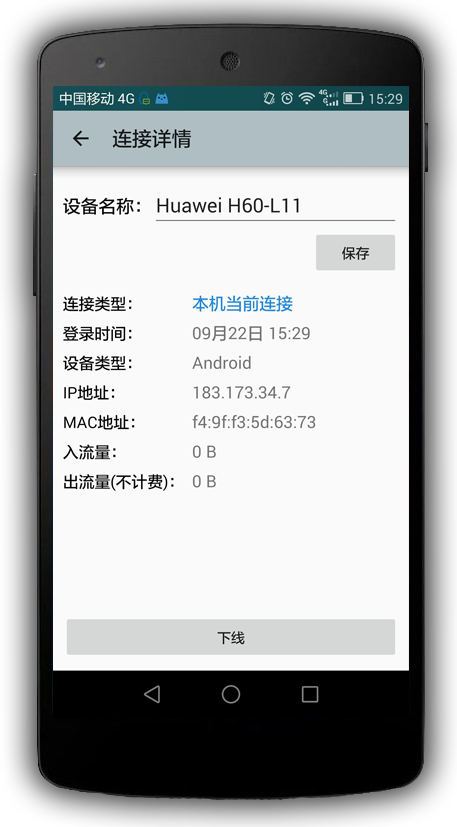 中国移动 4G 4G 15:29
连接详情
设备名称： Huawei H60-L11
保存
连接类型： 本机当前连接
登录时间： 09月22日 15:29
设备类型： Android
IP地址： 183.173.34.7
MAC地址： f4:9f:f3:5d:63:73
入流量： 0 B
出流量(不计费)： 0 B
下线